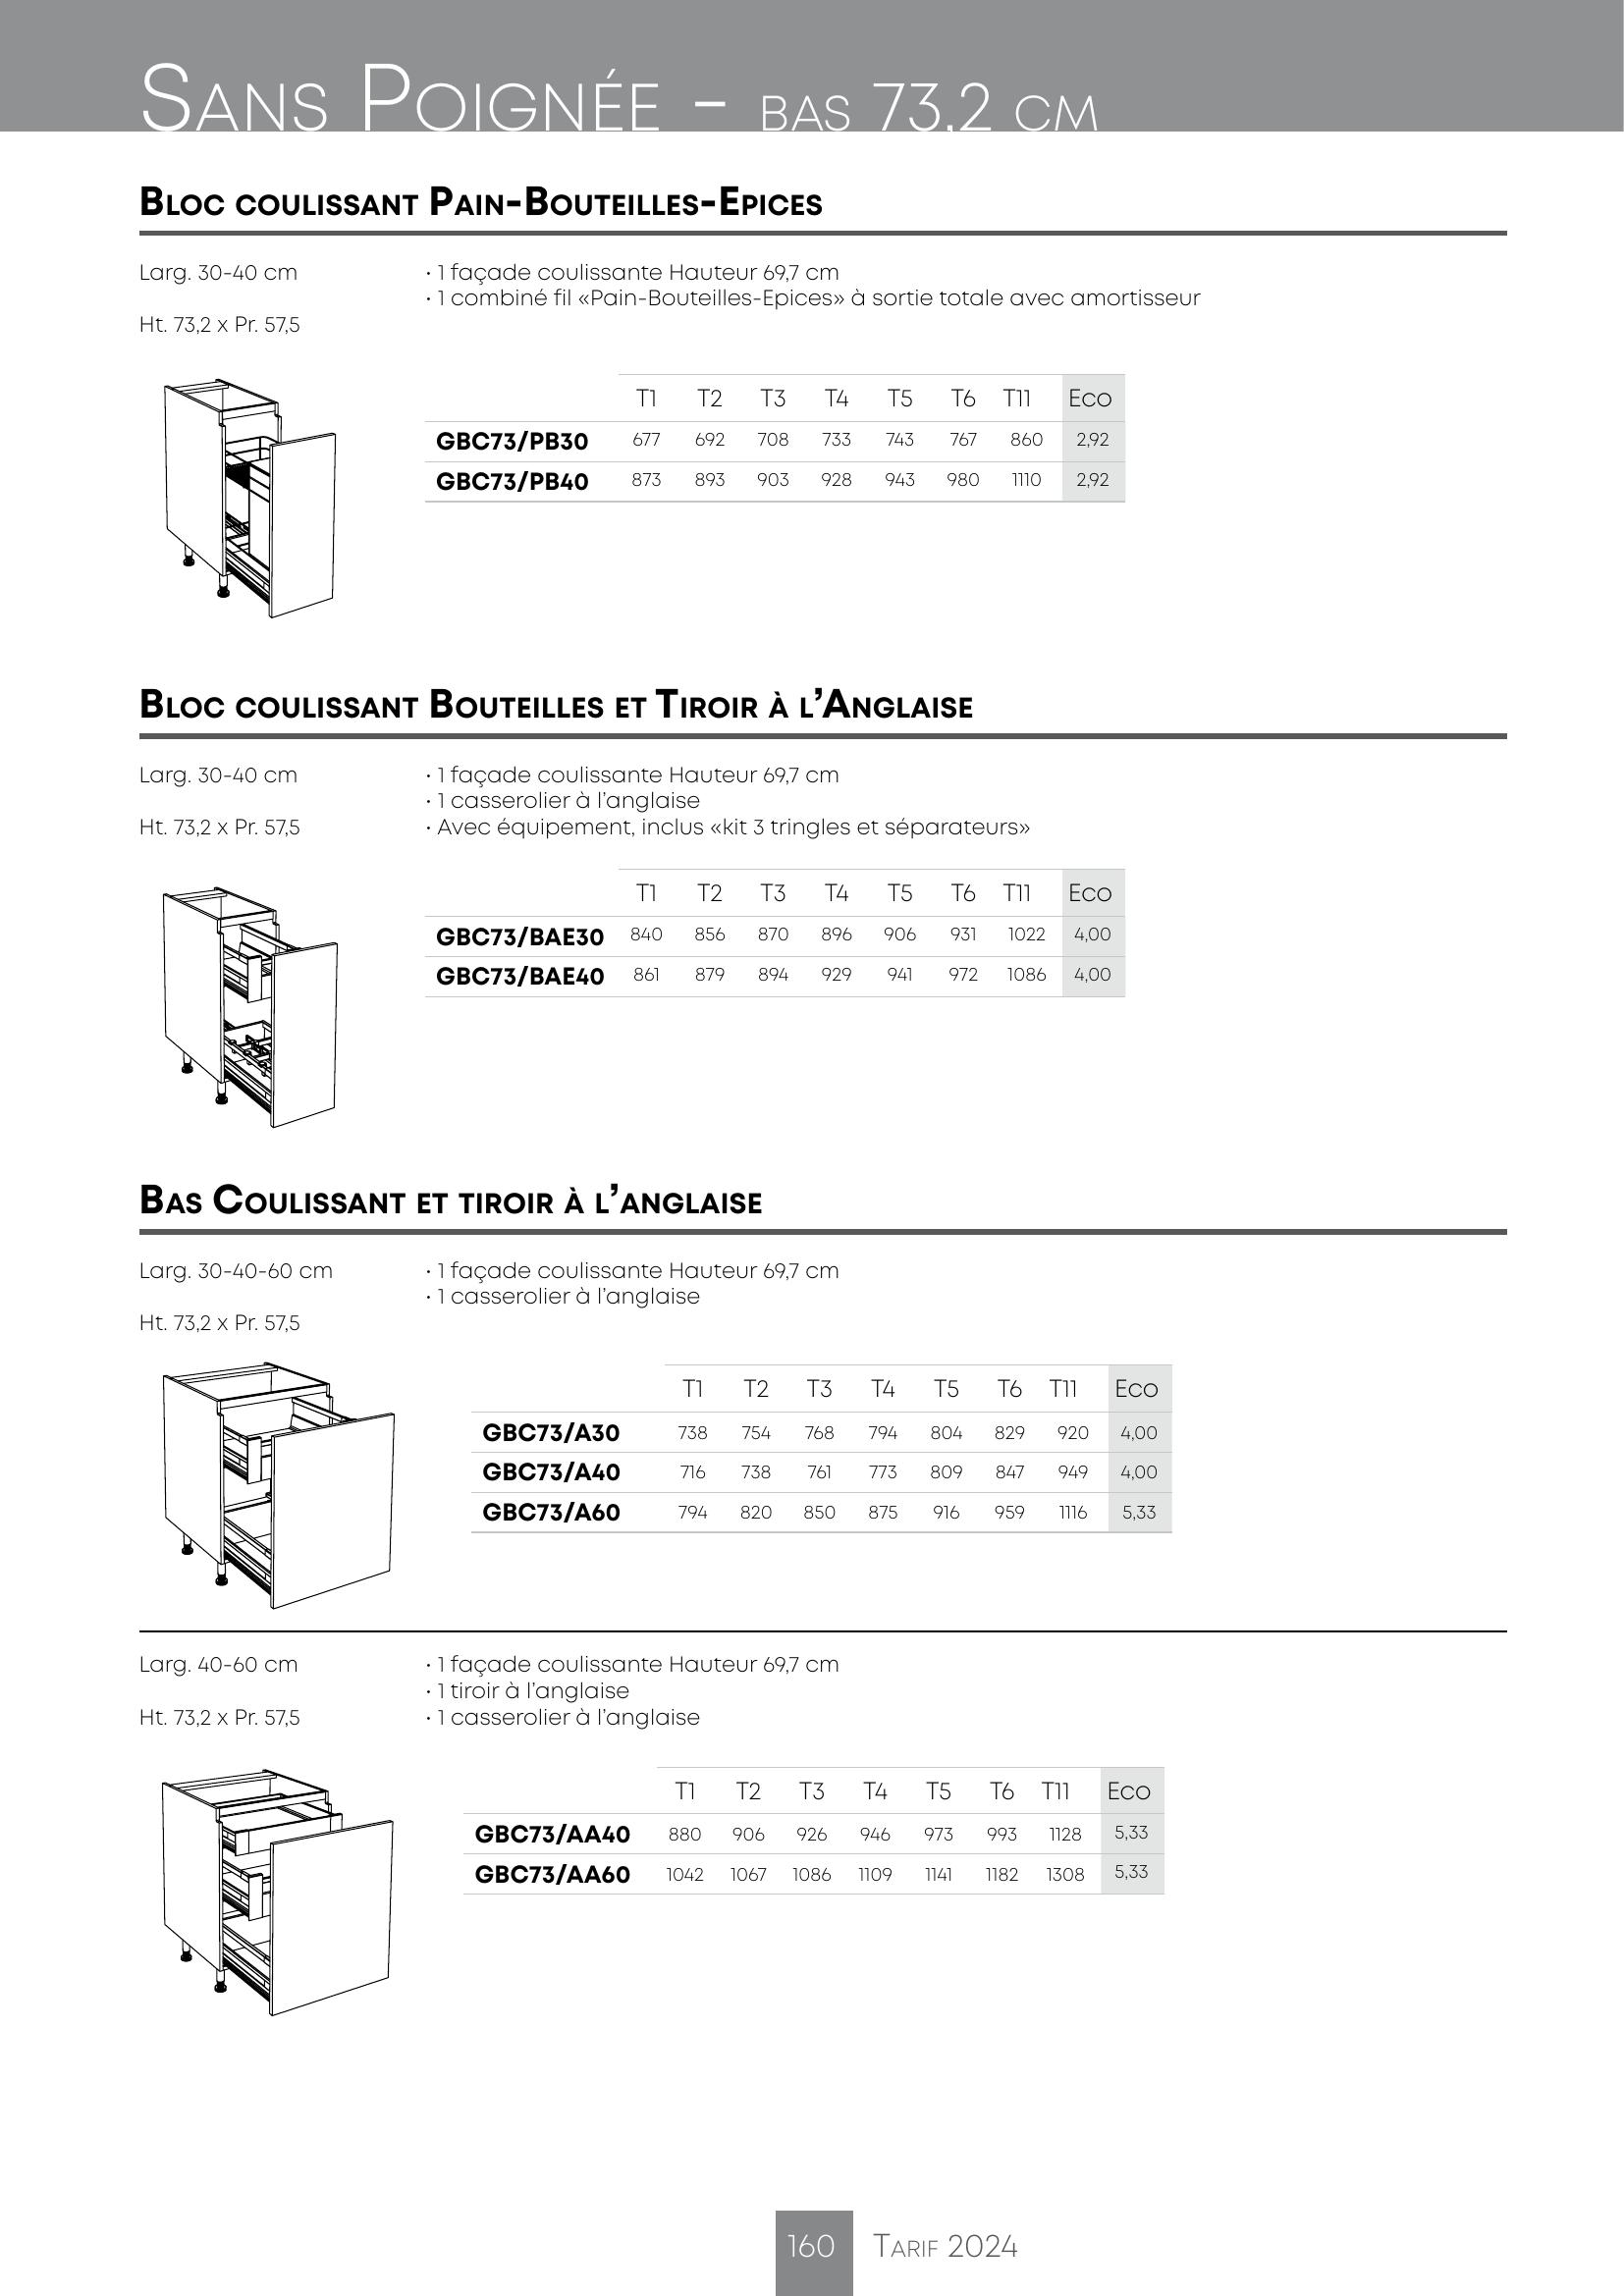 Sans Poignée - bas 73.2 cm
Bloc coulissant Pain-Bouteilles-Epices
Larg. 30-40 cm
Ht. 73,2 x Pr. 57,5
• 1 façade coulissante Hauteur 69,7 cm
• 1 combiné fil «Pain-Bouteilles-Epices» à sortie totale avec amortisseur
T1 T2 T3 T4 T5 T6 T11 Eco
GBC73/PB30 677 692 708 733 743 767 860 2,92
GBC73/PB40 873 893 903 928 943 980 1110 2,92
Bloc coulissant Bouteilles et Tiroir à l’Anglaise
Larg. 30-40 cm
Ht. 73,2 x Pr. 57,5
• 1 façade coulissante Hauteur 69,7 cm
• 1 casserolier à l’anglaise
• Avec équipement, inclus «kit 3 tringles et séparateurs»
T1 T2 T3 T4 T5 T6 T11 Eco
GBC73/BAE30 840 856 870 896 906 931 1022 4,00
GBC73/BAE40 861 879 894 929 941 972 1086 4,00
Bas Coulissant et tiroir à l’anglaise
Larg. 30-40-60 cm
Ht. 73,2 x Pr. 57,5
• 1 façade coulissante Hauteur 69,7 cm
• 1 casserolier à l’anglaise
T1 T2 T3 T4 T5 T6 T11 Eco
GBC73/A30 738 754 768 794 804 829 920 4,00
GBC73/A40 716 738 761 773 809 847 949 4,00
GBC73/A60 794 820 850 875 916 959 1116 5,33
Larg. 40-60 cm
Ht. 73,2 x Pr. 57,5
• 1 façade coulissante Hauteur 69,7 cm
• 1 tiroir à l’anglaise
• 1 casserolier à l’anglaise
T1 T2 T3 T4 T5 T6 T11 Eco
GBC73/AA40 880 906 926 946 973 993 1128 5,33
GBC73/AA60 1042 1067 1086 1109 1141 1182 1308 5,33
160 Tarif 2024